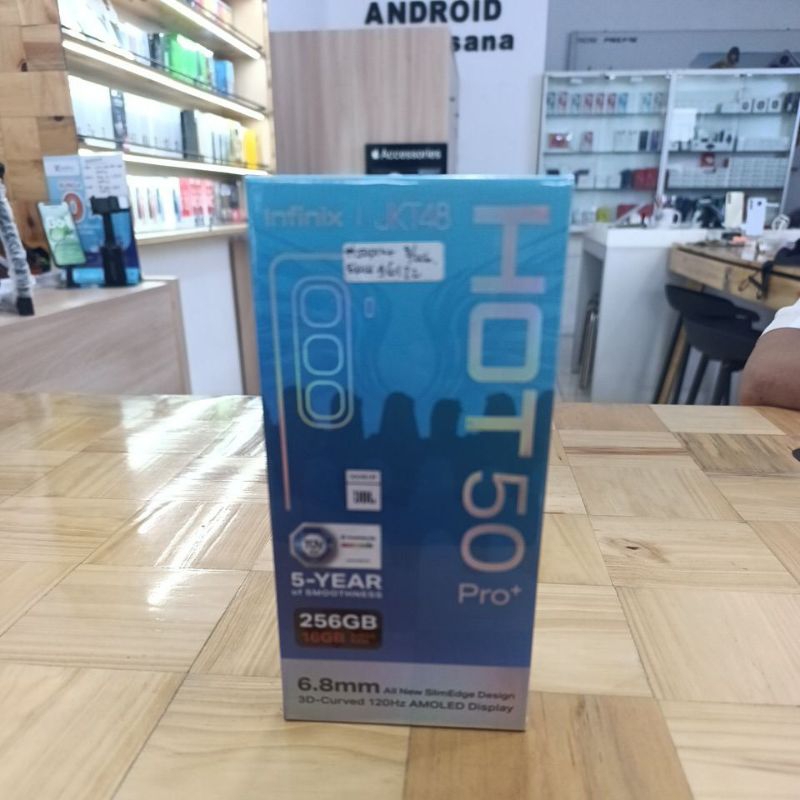 ANDROID
sana
Accessories
Infinix | JKT48
HOT 50
Pro+
JBL
5-YEAR
of SMOOTHNESS
256GB
16GB
6.8mm All New SlimEdge Design
3D-Curved 120Hz AMOLED Display